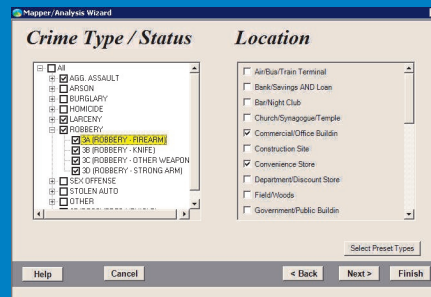 Mapper/Analysis Wizard
Crime Type / Status
Location
All
AGG. ASSAULT
ARSON
BURGLARY
HOMICIDE
LARCENY
ROBBERY
3A (ROBBERY - FIREARM)
3B (ROBBERY - KNIFE)
3C (ROBBERY - OTHER WEAPON
3D (ROBBERY - STRONG ARM)
SEX OFFENSE
STOLEN AUTO
OTHER
Air/Bus/Train Terminal
Bank/Savings AND Loan
Bar/Night Club
Church/Synagogue/Temple
Commercial/Office Buildin
Construction Site
Convenience Store
Department/Discount Store
Field/Woods
Government/Public Buildin
Select Preset Types
Help
Cancel
< Back
Next >
Finish